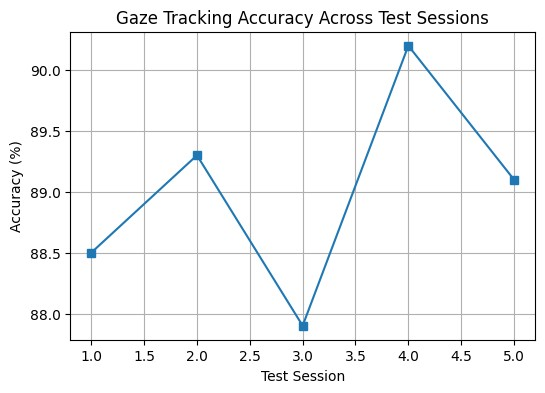 Gaze Tracking Accuracy Across Test Sessions
90.0
89.5
89.0
88.5
88.0
Accuracy (%)
1.0 1.5 2.0 2.5 3.0 3.5 4.0 4.5 5.0
Test Session